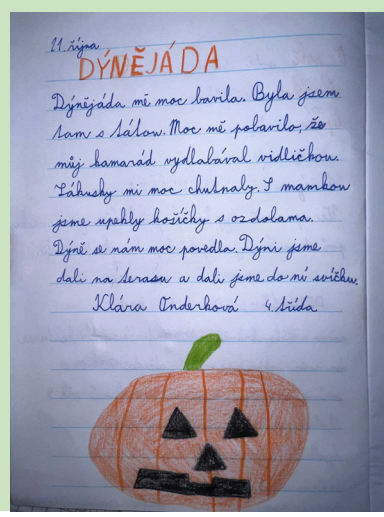 21. října
DÝNĚJÁDA
Dýnějáda mě moc bavila. Byla jsem
tam s tátou. Moc mě pobavilo, že
můj kamarád vydlabával vidličkou.
Zákusky mi moc chutnaly. S mamkou
jsme upekly košíčky s ozdobama.
Dýně se nám moc povedla. Dýni jsme
dali na terasu a dali jsme do ní svíčku.
Klára Onderková 4. třída